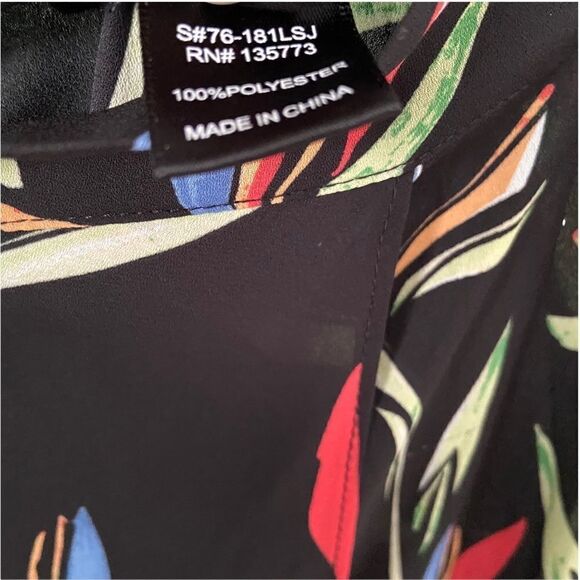 S#76-181LSJ
RN# 135773
100%POLYESTER
MADE IN CHINA